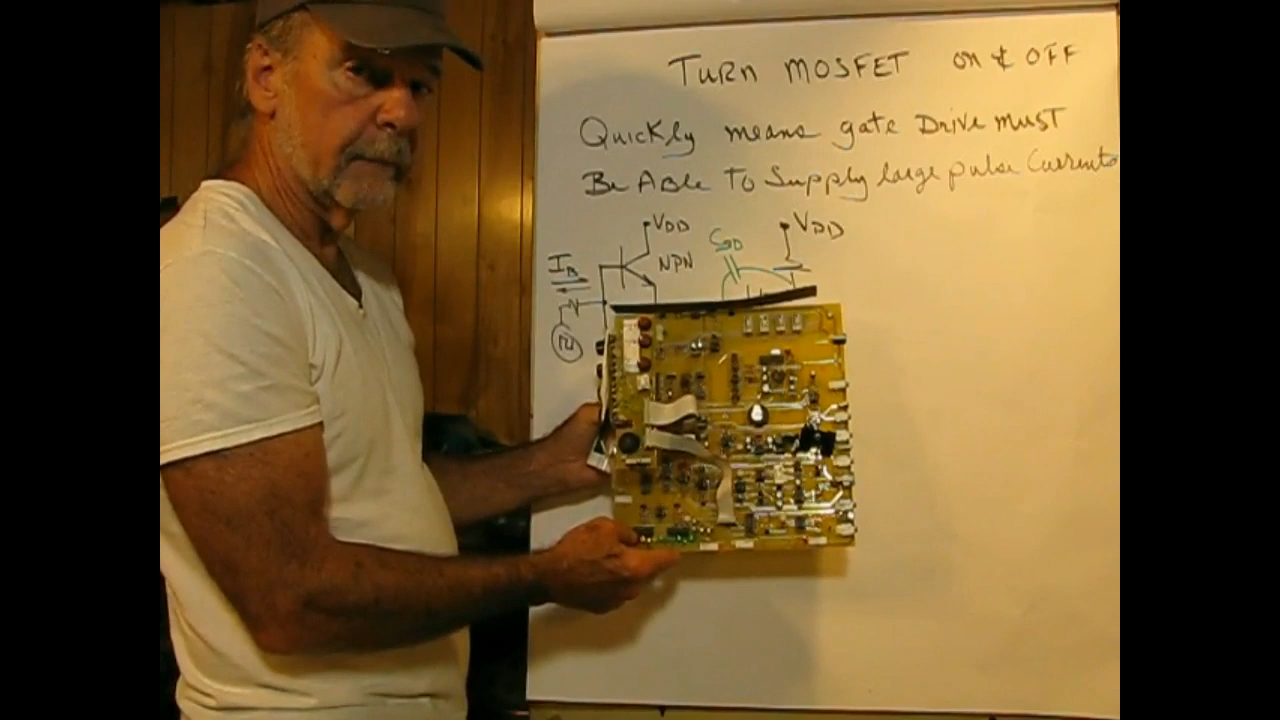 TURN MOSFET ON & OFF
Quickly means gate Drive must
Be Able To Supply large pulse Currents
VDD
VDD
CGD
NPN
IB